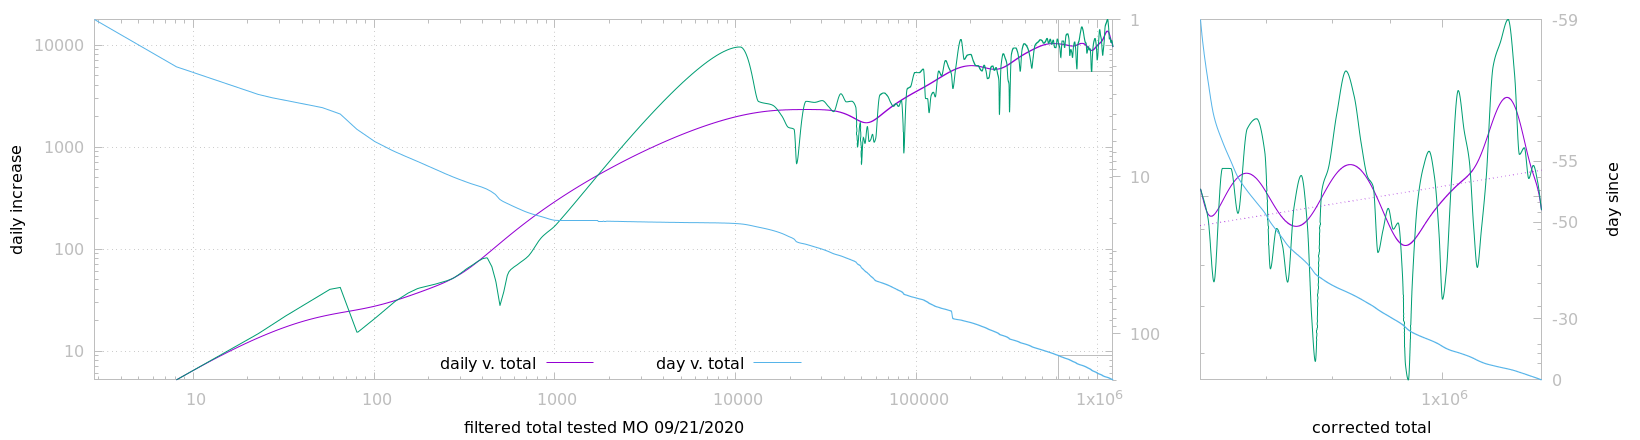 daily increase
10000
1000
100
10
10
100
1000
10000
100000
1x10^6
1
10
100
daily v. total
day v. total
filtered total tested MO 09/21/2020
-59
-55
-50
-30
0
day since
1x10^6
corrected total